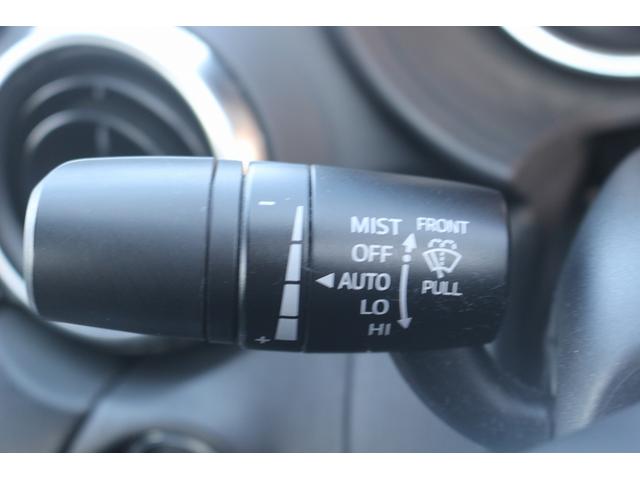 −
+
MIST
OFF
◀AUTO
LO
HI
FRONT
PULL